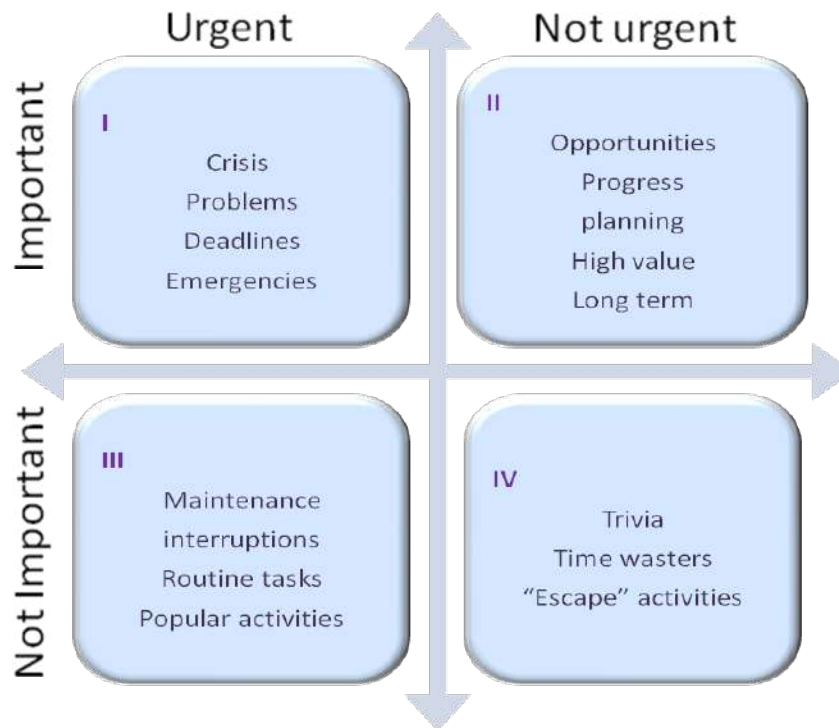 Urgent
Not urgent
Important
I
Crisis
Problems
Deadlines
Emergencies
II
Opportunities
Progress
planning
High value
Long term
Not Important
III
Maintenance
interruptions
Routine tasks
Popular activities
IV
Trivia
Time wasters
“Escape” activities